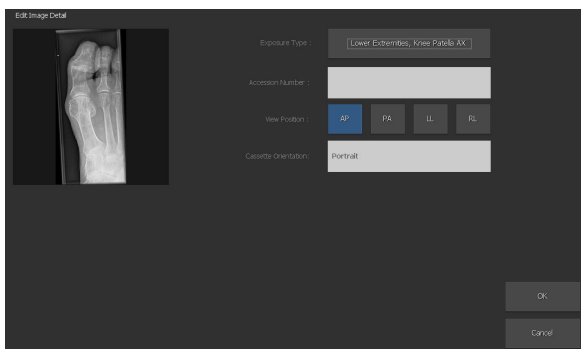 Edit Image Detail
Exposure Type :
Lower Extremities, Knee Patella AX
Accession Number :
View Position :
AP
PA
LL
RL
Cassette Orientation:
Portrait
OK
Cancel